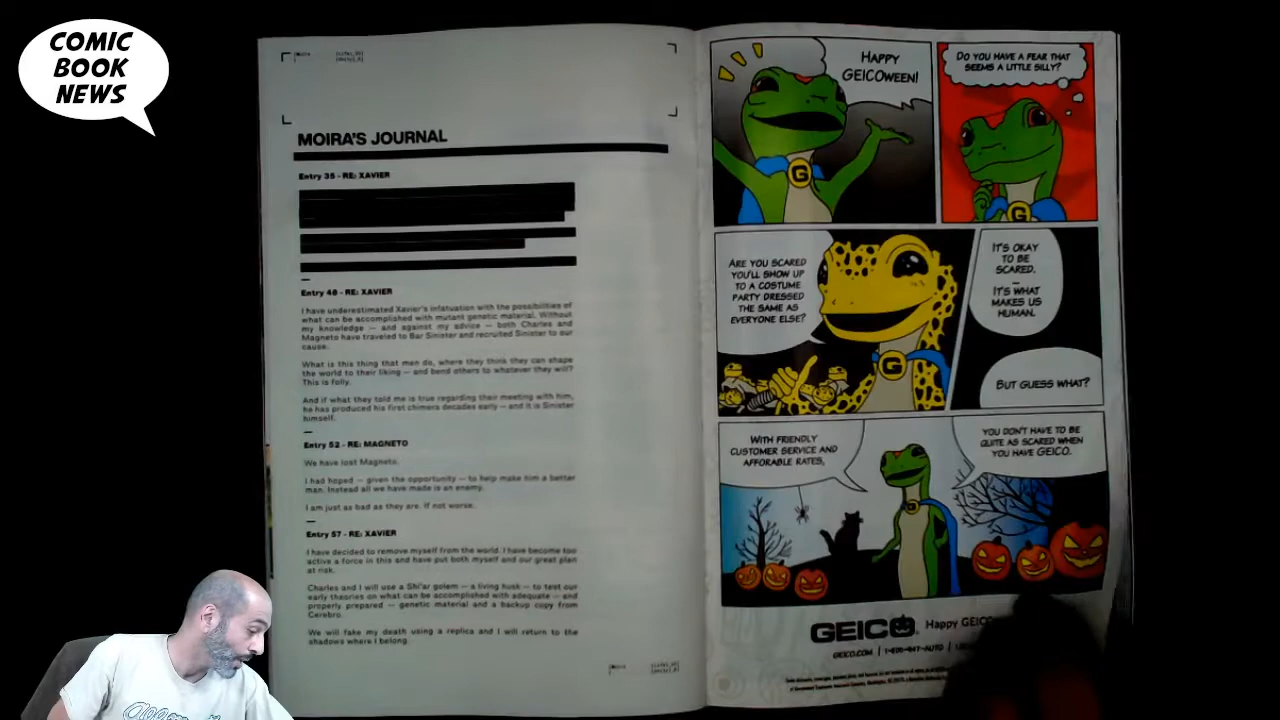 COMIC
BOOK
NEWS
MOIRA'S JOURNAL
Entry 35 - RE: XAVIER
Entry 48 - RE: XAVIER
I have underestimated Xavier's infatuation with the possibilities of
what can be accomplished with mutant genetic material. Without
my knowledge — and against my advice — both Charles and
Magneto have traveled to Bar Sinister and recruited Sinister to our
cause.
What is this thing that men do, where they think they can shape
the world to their liking — and bend others to whatever they will?
This is folly.
And if what they told me is true regarding their meeting with him,
he has produced his first chimera decades early — and it is Sinister
himself.
Entry 52 - RE: MAGNETO
We have lost Magneto.
I had hoped — given the opportunity — to help make him a better
man. Instead all we have made is an enemy.
I am just as bad as they are. If not worse.
Entry 57 - RE: XAVIER
I have decided to remove myself from the world. I have become too
active a force in this and have put both myself and our great plan
at risk.
Charles and I will use a Shi'ar golem — a living husk — to test our
early theories on what can be accomplished with adequate — and
properly prepared — genetic material and a backup copy from
Cerebro.
We will fake my death using a replica and I will return to the
shadows where I belong.
HAPPY
GEICOWEEN!
DO YOU HAVE A FEAR THAT
SEEMS A LITTLE SILLY?
G
G
ARE YOU SCARED
YOU'LL SHOW UP
TO A COSTUME
PARTY DRESSED
THE SAME AS
EVERYONE ELSE?
G
IT'S OKAY
TO BE
SCARED.
...
IT'S WHAT
MAKES US
HUMAN.
BUT GUESS WHAT?
WITH FRIENDLY
CUSTOMER SERVICE AND
AFFORABLE RATES,
YOU DON'T HAVE TO BE
QUITE AS SCARED WHEN
YOU HAVE GEICO.
G
GEICO Happy GEICO
GEICO.COM | 1-800-947-AUTO |